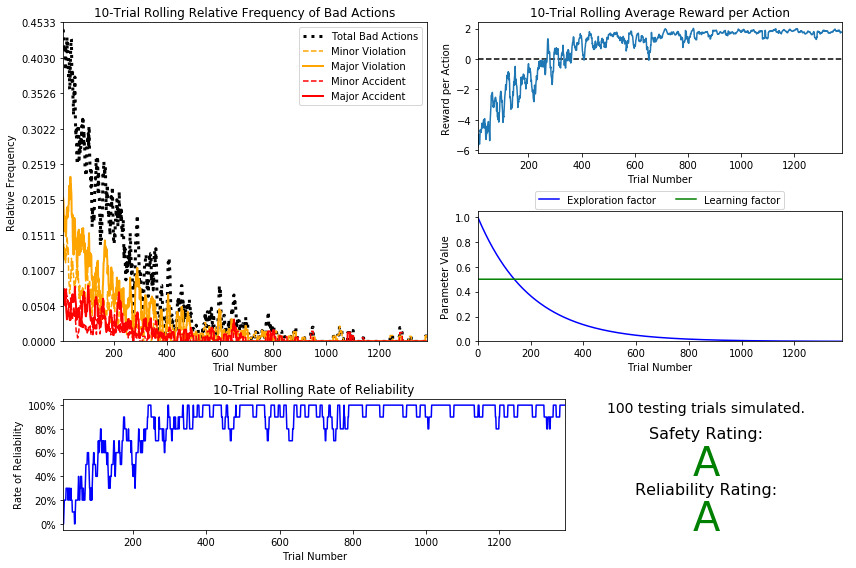 10-Trial Rolling Relative Frequency of Bad Actions
0.4533
0.4030
0.3526
0.3022
0.2519
0.2015
0.1511
0.1007
0.0504
0.0000
Relative Frequency
Total Bad Actions
Minor Violation
Major Violation
Minor Accident
Major Accident
200 400 600 800 1000 1200
Trial Number
10-Trial Rolling Average Reward per Action
2
0
−2
−4
−6
Reward per Action
200 400 600 800 1000 1200
Trial Number
Exploration factor Learning factor
1.0
0.8
0.6
0.4
0.2
0.0
Parameter Value
0 200 400 600 800 1000 1200
Trial Number
10-Trial Rolling Rate of Reliability
100%
80%
60%
40%
20%
0%
Rate of Reliability
200 400 600 800 1000 1200
Trial Number
100 testing trials simulated.
Safety Rating:
A
Reliability Rating:
A